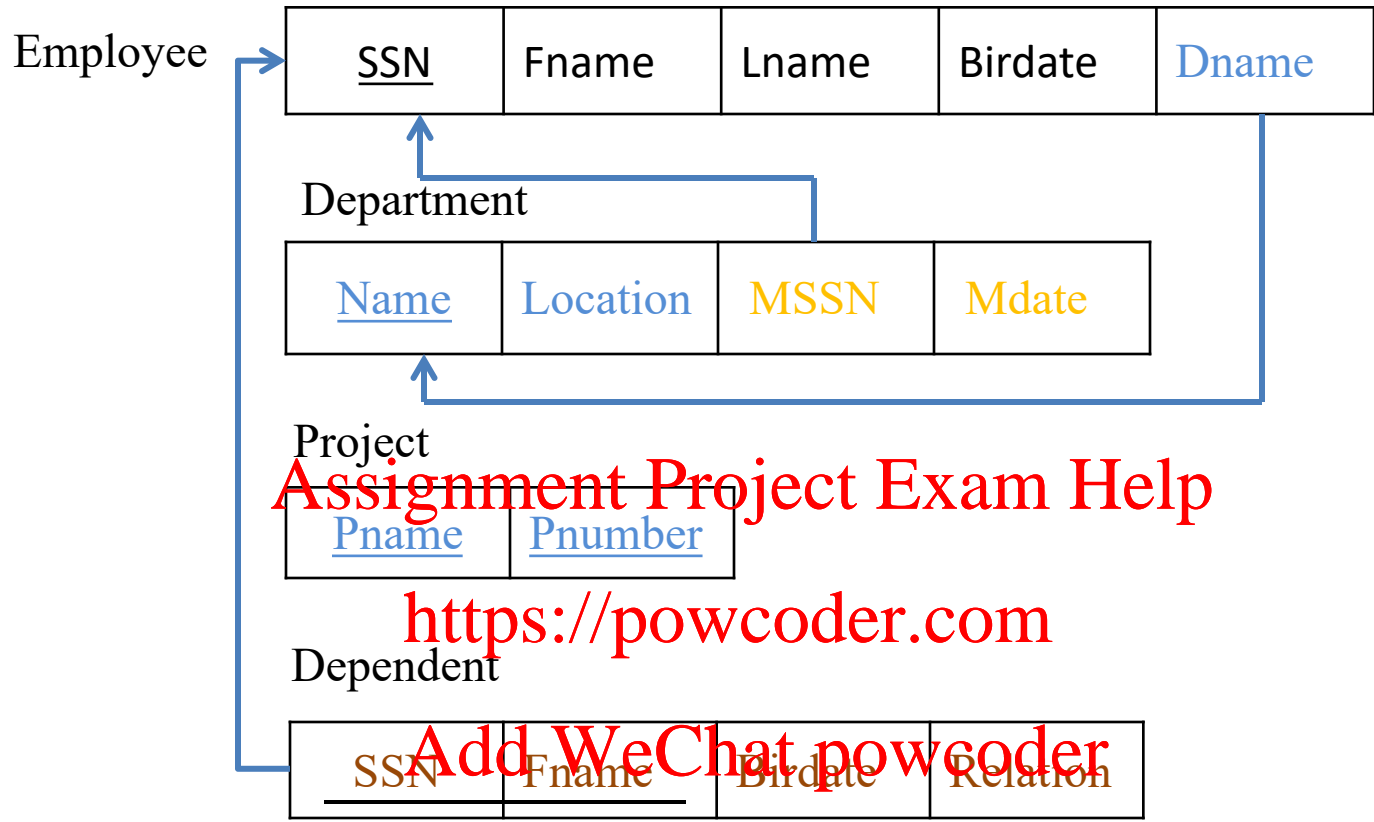 Employee
SSN Fname Lname Birdate Dname
Department
Name Location MSSN Mdate
Project
Assignment Project Exam Help
Pname Pnumber
https://powcoder.com
Dependent
Add WeChat powcoder
SSN Fname Birdate Relation